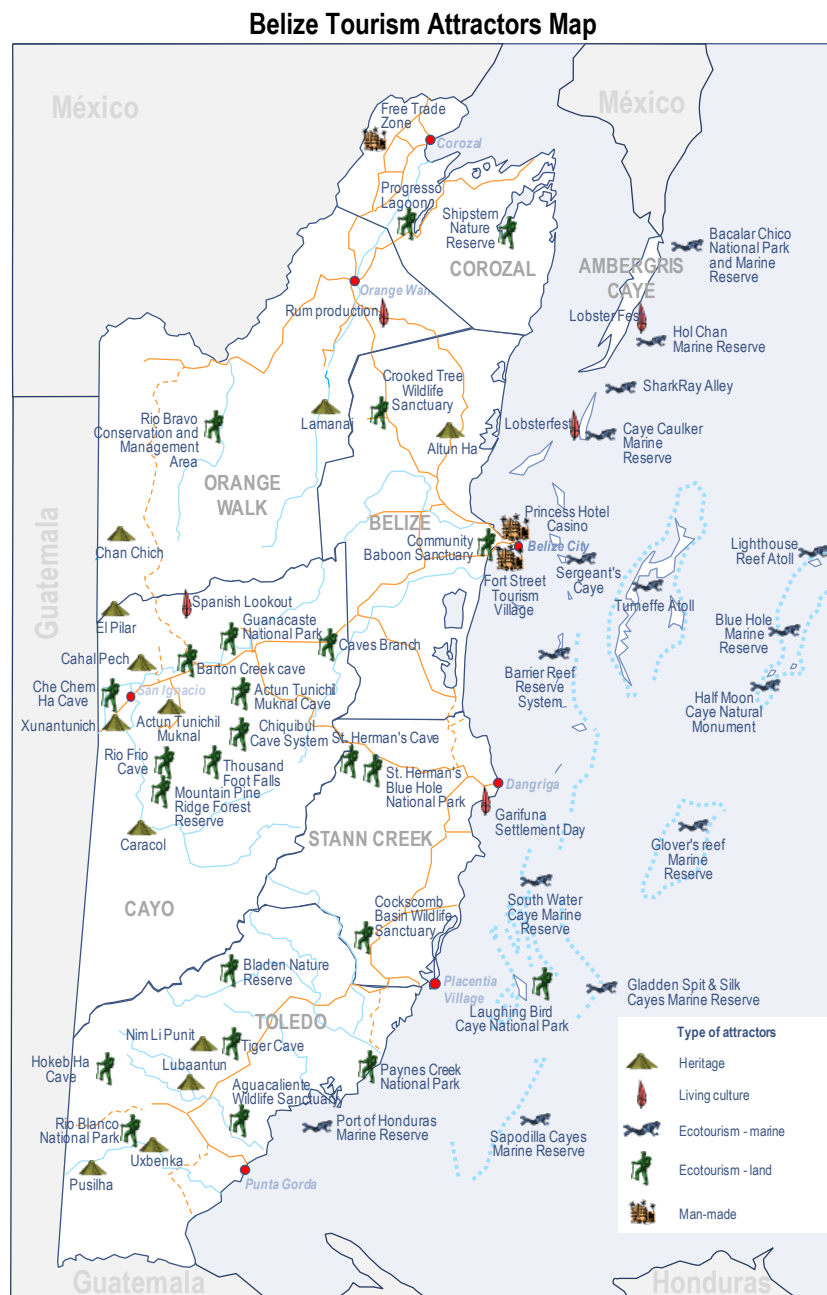 Belize Tourism Attractors Map
México
México
Free Trade
Zone
Corozal
Progresso
Lagoon
Shipstern
Nature
Reserve
COROZAL
Bacalar Chico
National Park
and Marine
Reserve
AMBERGRIS
CAYE
Orange Walk
Rum production
Lobster Fest
Hol Chan
Marine Reserve
Crooked Tree
Wildlife
Sanctuary
SharkRay Alley
Rio Bravo
Conservation and
Management
Area
Lamanai
Altun Ha
Lobsterfest
Caye Caulker
Marine
Reserve
ORANGE
WALK
BELIZE
Princess Hotel
Casino
Chan Chich
Community
Baboon Sanctuary
Belize City
Fort Street
Tourism
Village
Sergeant's
Caye
Lighthouse
Reef Atoll
Turneffe Atoll
Guatemala
El Pilar
Spanish Lookout
Guanacaste
National Park
Caves Branch
Blue Hole
Marine
Reserve
Cahal Pech
Barton Creek cave
Barrier Reef
Reserve
System
Che Chem
Ha Cave
San Ignacio
Actun Tunichil
Muknal Cave
Half Moon
Caye Natural
Monument
Xunantunich
Actun Tunichil
Muknal
Chiquibul
Cave System
St. Herman's Cave
Rio Frio
Cave
Thousand
Foot Falls
St. Herman's
Blue Hole
National Park
Dangriga
Mountain Pine
Ridge Forest
Reserve
Garifuna
Settlement Day
Caracol
STANN CREEK
Glover's reef
Marine
Reserve
CAYO
Cockscomb
Basin Wildlife
Sanctuary
South Water
Caye Marine
Reserve
Bladen Nature
Reserve
Placentia
Village
Laughing Bird
Caye National Park
Gladden Spit & Silk
Cayes Marine Reserve
TOLEDO
Nim Li Punit
Tiger Cave
Hokeb Ha
Cave
Lubaantun
Paynes Creek
National Park
Aguacaliente
Wildlife Sanctuary
Rio Blanco
National Park
Port of Honduras
Marine Reserve
Sapodilla Cayes
Marine Reserve
Uxbenka
Pusilha
Punta Gorda
Type of attractors
Heritage
Living culture
Ecotourism - marine
Ecotourism - land
Man-made
Guatemala
Honduras